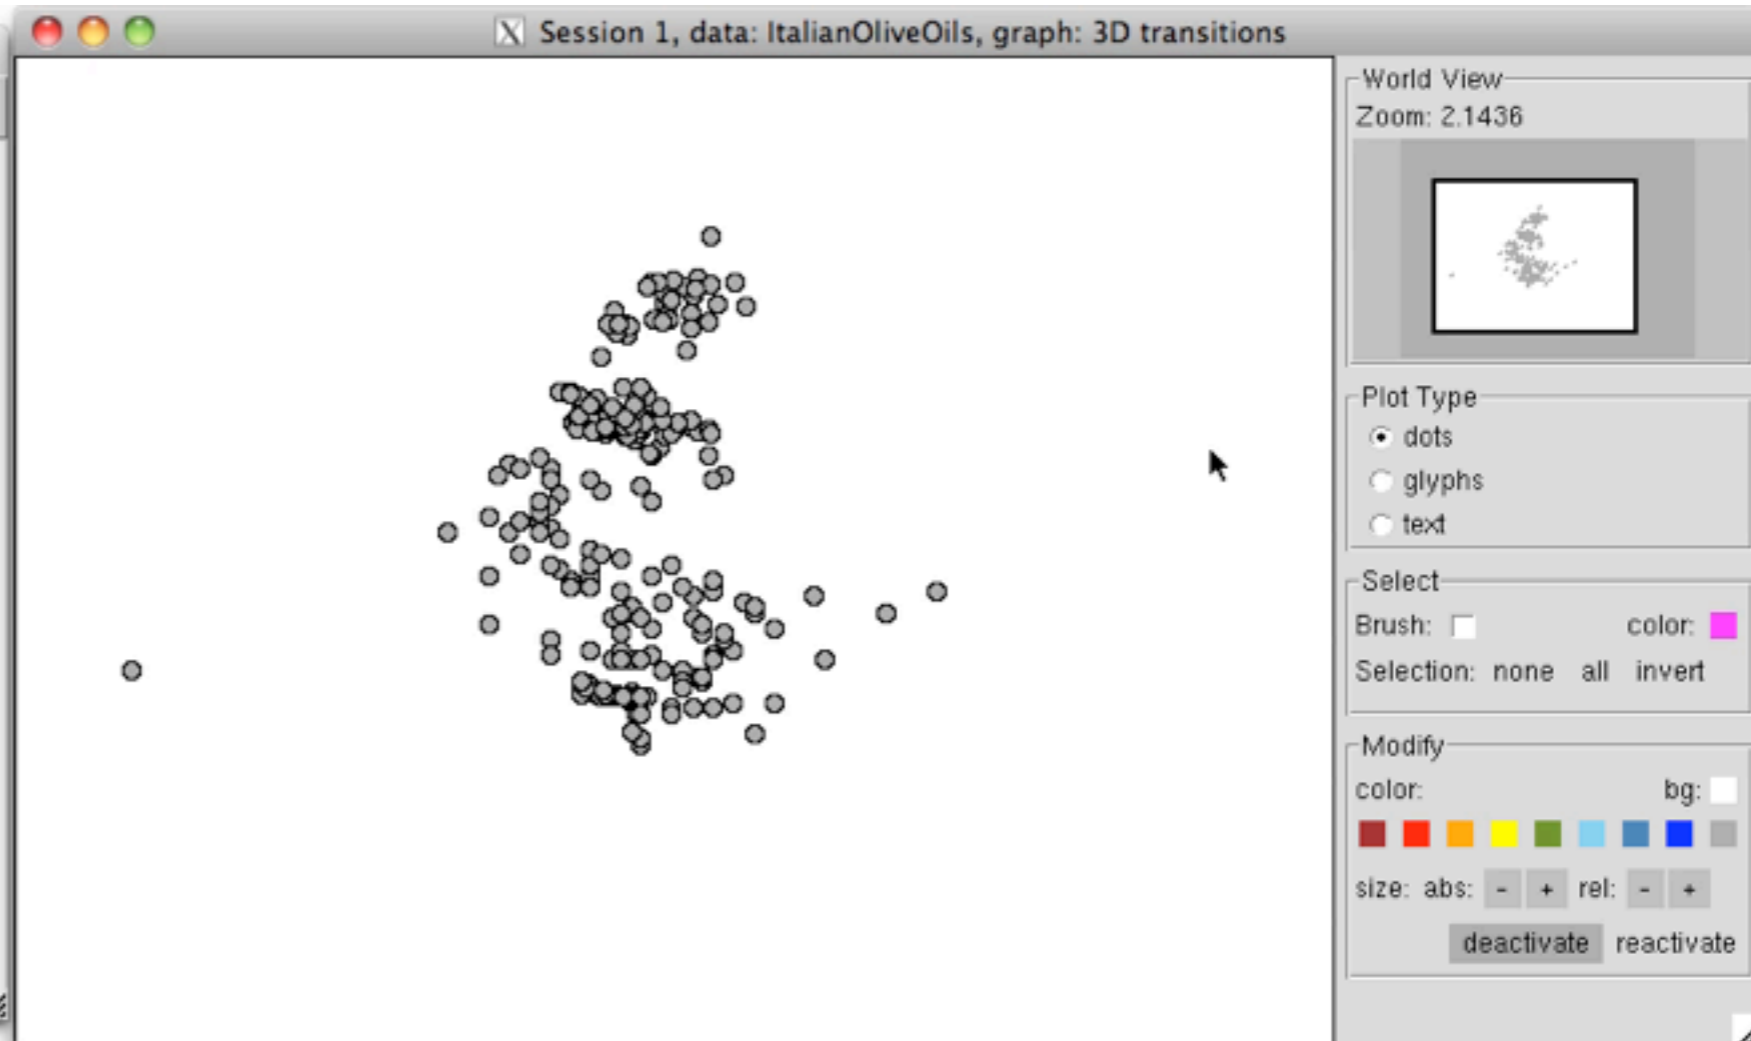 Session 1, data: ItalianOliveOils, graph: 3D transitions
World View
Zoom: 2.1436
Plot Type
dots
glyphs
text
Select
Brush: color:
Selection: none all invert
Modify
color: bg:
size: abs: - + rel: - +
deactivate reactivate